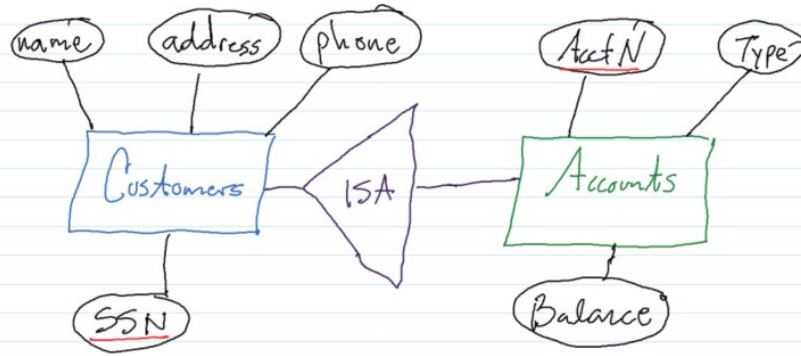 name address phone AcctN Type
Customers ISA Accounts
SSN Balance